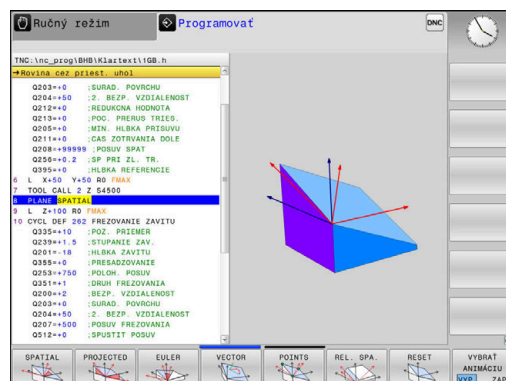 Ručný režim
Programovať
DNC
TNC:\nc_prog\BHB\Klartext\1GB.h
→Rovina cez priest. uhol
Q203=+0 ;SURAD. POVRCHU
Q204=+50 ;2. BEZP. VZDIALENOST
Q212=+0 ;REDUKCNA HODNOTA
Q213=+0 ;POC. PRERUS TRIES.
Q205=+0 ;MIN. HLBKA PRISUVU
Q211=+0 ;CAS ZOTRVANIA DOLE
Q208=+99999 ;POSUV SPAT
Q256=+0.2 ;SP PRI ZL. TR.
Q395=+0 ;HLBKA REFERENCIE
6 L X+50 Y+50 R0 FMAX
7 TOOL CALL 2 Z S4500
8 PLANE SPATIAL
9 L Z+100 R0 FMAX
10 CYCL DEF 262 FREZOVANIE ZAVITU
Q335=+10 ;POZ. PRIEMER
Q239=+1.5 ;STUPANIE ZAV.
Q201=-18 ;HLBKA ZAVITU
Q355=+0 ;PRESADZOVANIE
Q253=+750 ;POLOH. POSUV
Q351=+1 ;DRUH FREZOVANIA
Q200=+2 ;BEZP. VZDIALENOST
Q203=+0 ;SURAD. POVRCHU
Q204=+50 ;2. BEZP. VZDIALENOST
Q207=+500 ;POSUV FREZOVANIA
Q512=+0 ;SPUSTIT POSUV
SPATIAL
PROJECTED
EULER
VECTOR
POINTS
REL. SPA.
RESET
VYBRAŤ
ANIMÁCIU
VYP ZAP